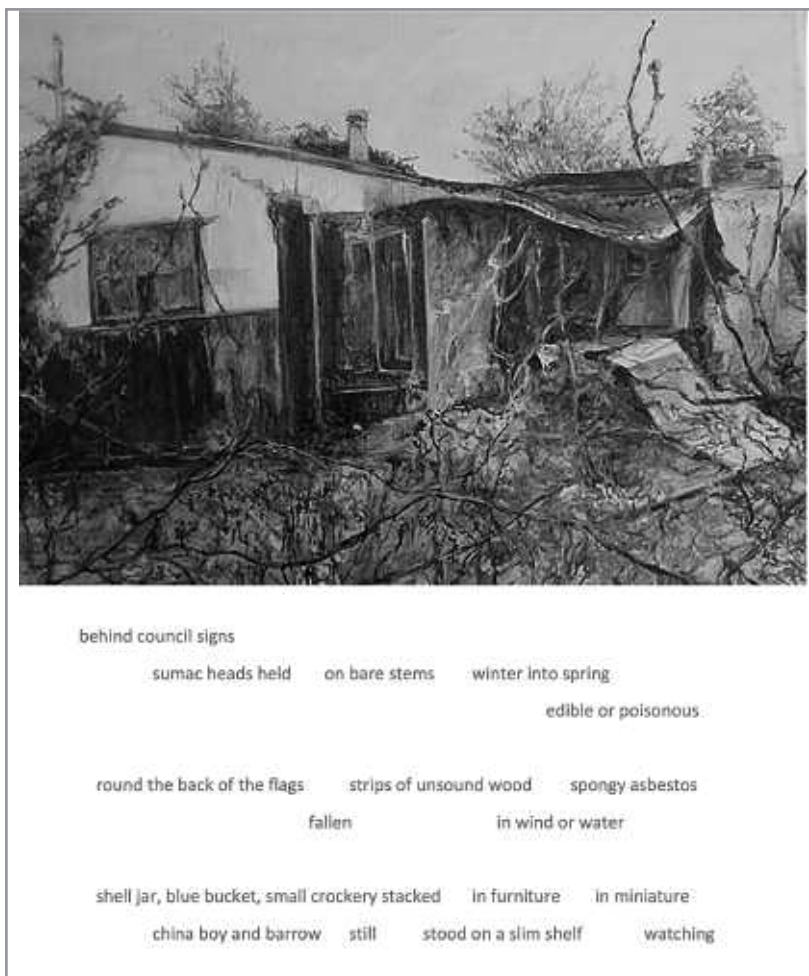 behind council signs
sumac heads held on bare stems winter into spring
edible or poisonous
round the back of the flags strips of unsound wood spongy asbestos
fallen in wind or water
shell jar, blue bucket, small crockery stacked in furniture in miniature
china boy and barrow still stood on a slim shelf watching